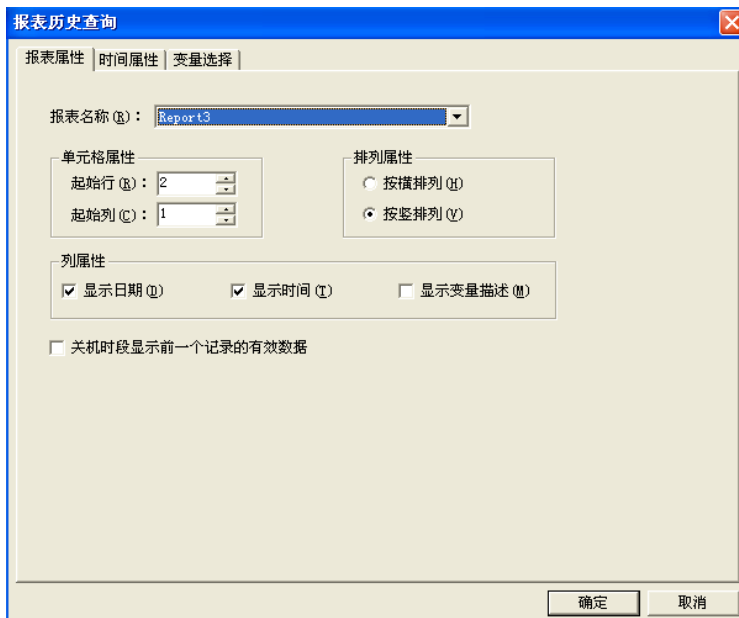 报表历史查询
报表属性 时间属性 变量选择
报表名称(R): Report3
单元格属性 排列属性
起始行(R): 2 按横排列(H)
起始列(C): 1 按竖排列(V)
列属性
显示日期(D) 显示时间(T) 显示变量描述(M)
关机时段显示前一个记录的有效数据
确定 取消